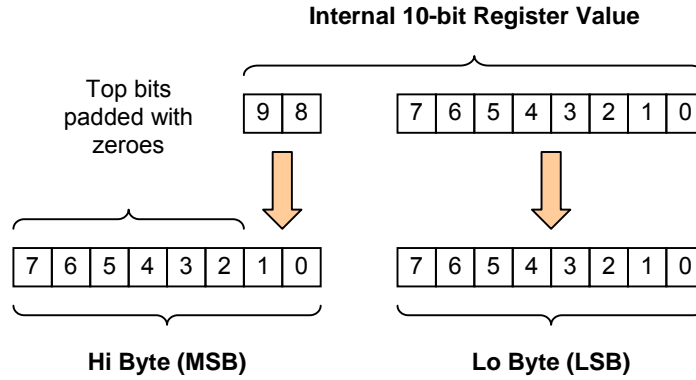 Internal 10-bit Register Value
Top bits
padded with
zeroes
9 8 7 6 5 4 3 2 1 0
7 6 5 4 3 2 1 0 7 6 5 4 3 2 1 0
Hi Byte (MSB) Lo Byte (LSB)